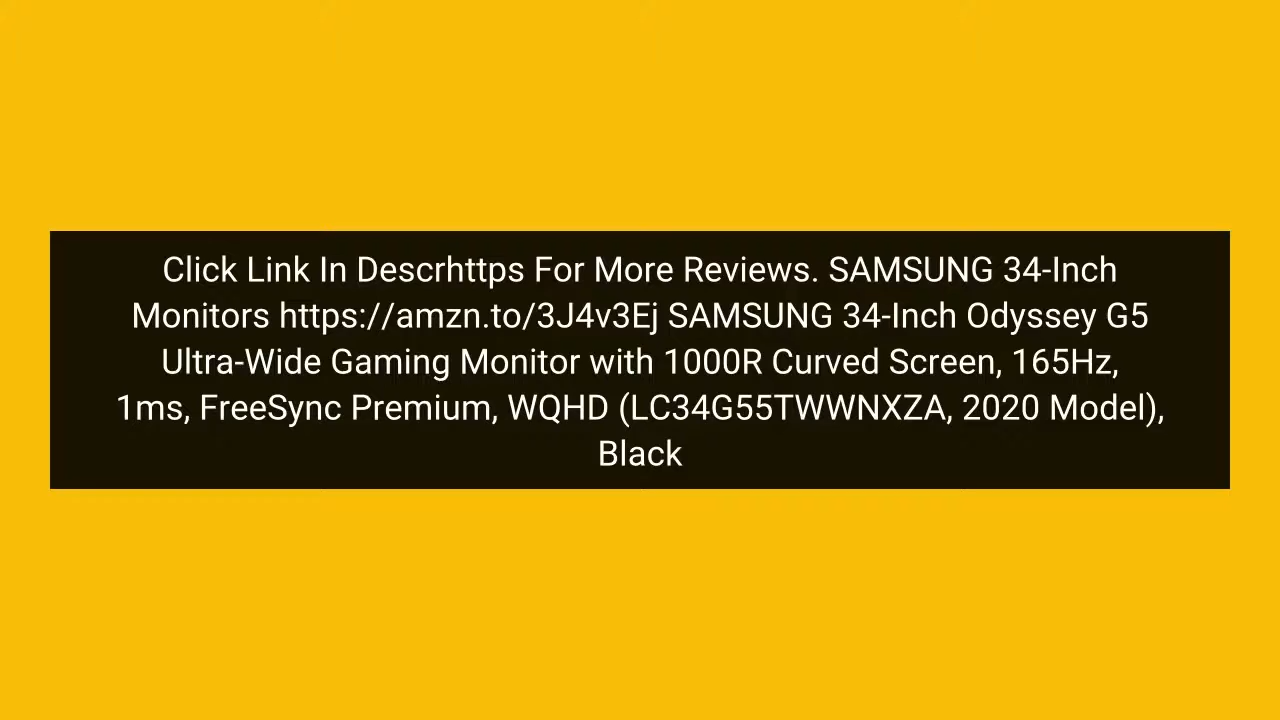 Click Link In Descrhttps For More Reviews. SAMSUNG 34-Inch
Monitors https://amzn.to/3J4v3Ej SAMSUNG 34-Inch Odyssey G5
Ultra-Wide Gaming Monitor with 1000R Curved Screen, 165Hz,
1ms, FreeSync Premium, WQHD (LC34G55TWWNXZA, 2020 Model),
Black